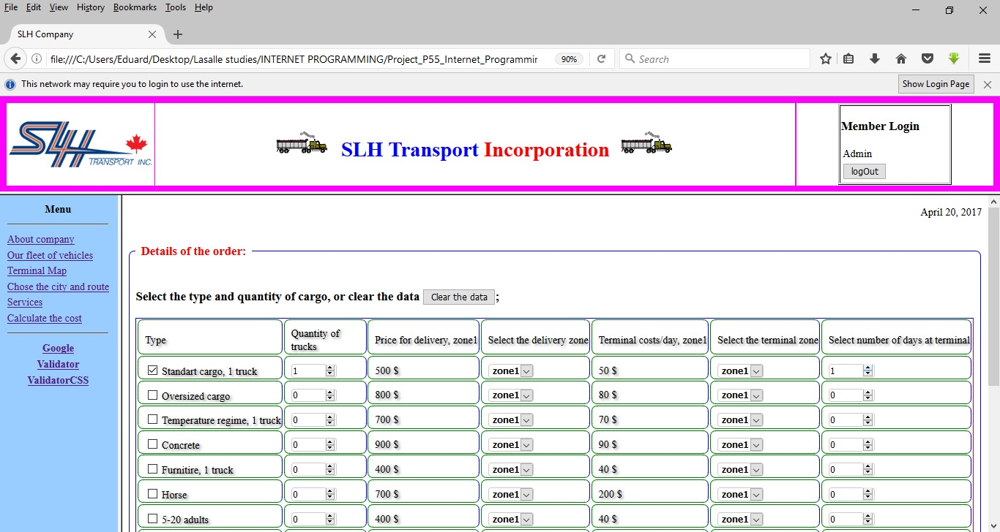 File Edit View History Bookmarks Tools Help
SLH Company
file:///C:/Users/Eduard/Desktop/Lasalle studies/INTERNET PROGRAMMING/Project_P55_Internet_Programmin 90% Search
This network may require you to login to use the internet. Show Login Page
SLH
TRANSPORT INC.
SLH Transport Incorporation
Member Login
Admin
logOut
Menu
About company
Our fleet of vehicles
Terminal Map
Chose the city and route
Services
Calculate the cost
Google
Validator
ValidatorCSS
April 20, 2017
Details of the order:
Select the type and quantity of cargo, or clear the data Clear the data ;
Type Quantity of trucks Price for delivery, zone1 Select the delivery zone Terminal costs/day, zone1 Select the terminal zone Select number of days at terminal
Standart cargo, 1 truck 1 500 $ zone1 50 $ zone1 1
Oversized cargo 0 800 $ zone1 80 $ zone1 0
Temperature regime, 1 truck 0 700 $ zone1 70 $ zone1 0
Concrete 0 900 $ zone1 90 $ zone1 0
Furnitire, 1 truck 0 400 $ zone1 40 $ zone1 0
Horse 0 700 $ zone1 200 $ zone1 0
5-20 adults 0 400 $ zone1 40 $ zone1 0